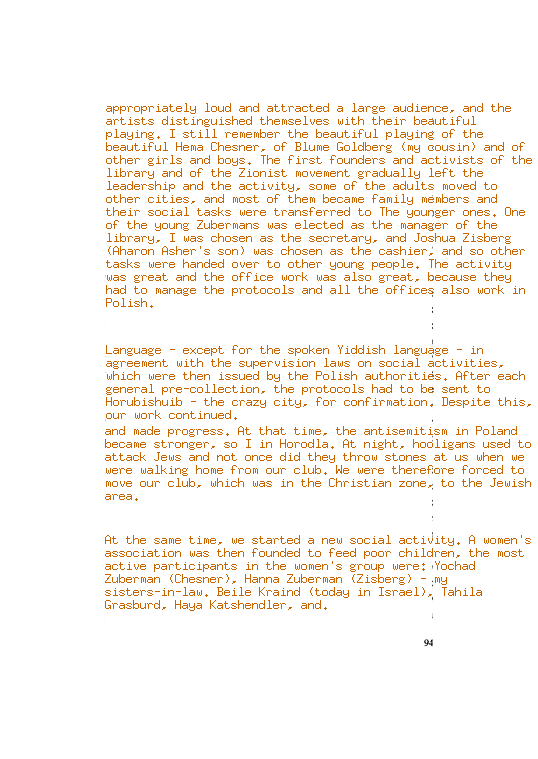 appropriately loud and attracted a large audience, and the
artists distinguished themselves with their beautiful
playing. I still remember the beautiful playing of the
beautiful Hema Chesner, of Blume Goldberg (my cousin) and of
other girls and boys. The first founders and activists of the
library and of the Zionist movement gradually left the
leadership and the activity, some of the adults moved to
other cities, and most of them became family members and
their social tasks were transferred to The younger ones. One
of the young Zubermans was elected as the manager of the
library, I was chosen as the secretary, and Joshua Zisberg
(Aharon Asher's son) was chosen as the cashier, and so other
tasks were handed over to other young people. The activity
was great and the office work was also great, because they
had to manage the protocols and all the offices also work in
Polish.
Language - except for the spoken Yiddish language - in
agreement with the supervision laws on social activities,
which were then issued by the Polish authorities. After each
general pre-collection, the protocols had to be sent to
Horubishuib - the crazy city, for confirmation. Despite this,
our work continued.
and made progress. At that time, the antisemitism in Poland
became stronger, so I in Horodla. At night, hooligans used to
attack Jews and not once did they throw stones at us when we
were walking home from our club. We were therefore forced to
move our club, which was in the Christian zone, to the Jewish
area.
At the same time, we started a new social activity. A women's
association was then founded to feed poor children, the most
active participants in the women's group were: Yochad
Zuberman (Chesner), Hanna Zuberman (Zisberg) - my
sisters-in-law. Beile Kraind (today in Israel), Tahila
Grasburd, Haya Katshendler, and.
94